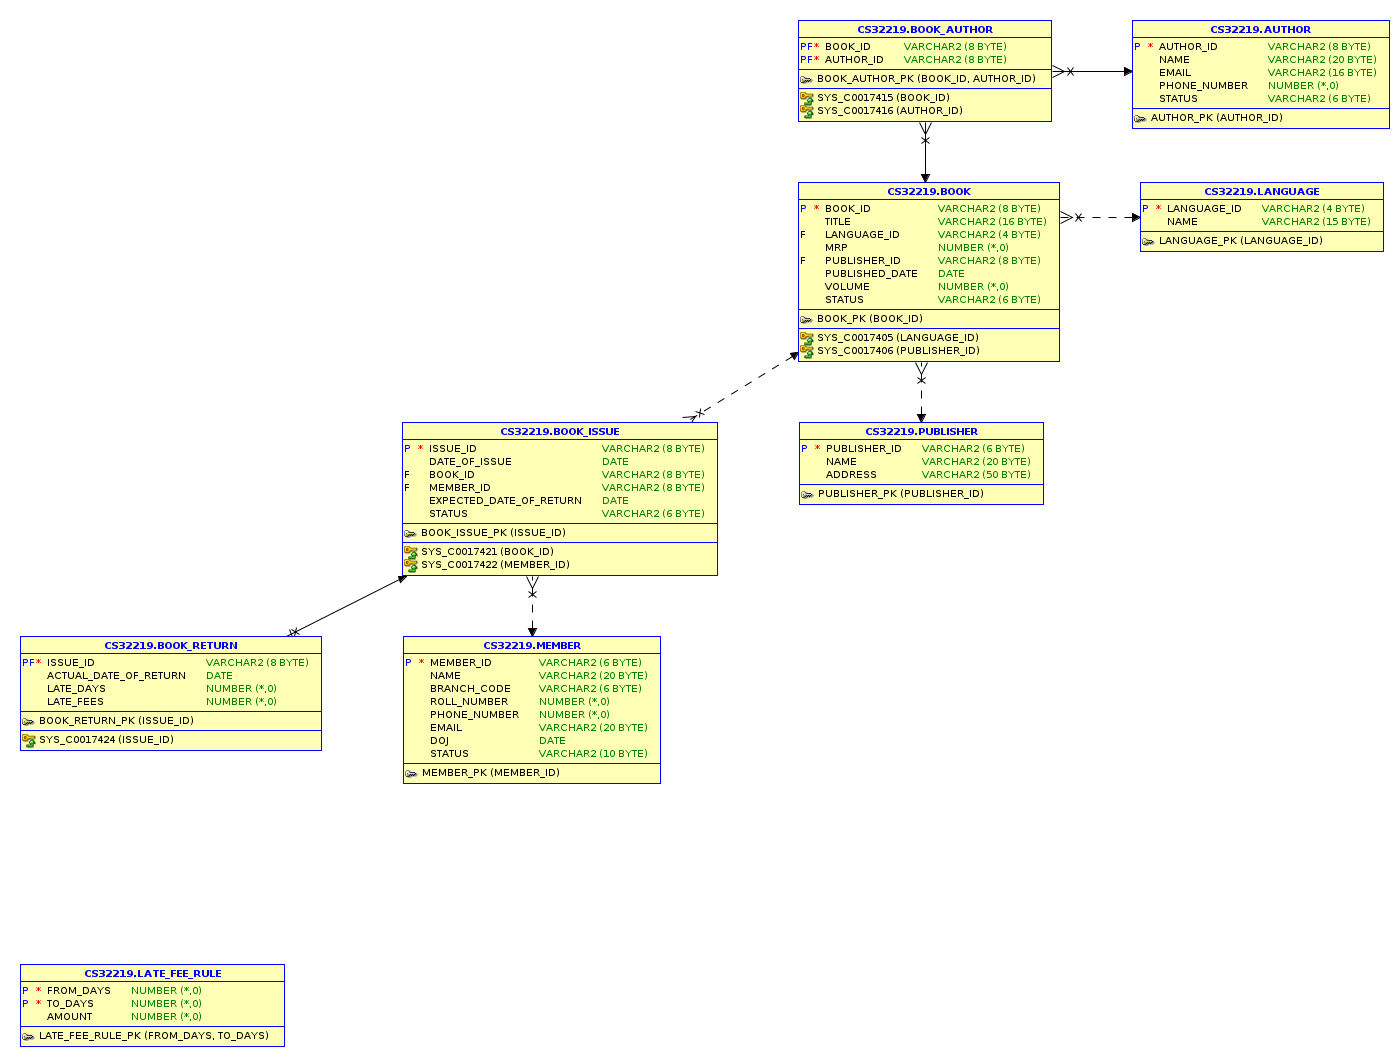 CS32219.BOOK_AUTHOR
PF* BOOK_ID VARCHAR2 (8 BYTE)
PF* AUTHOR_ID VARCHAR2 (8 BYTE)
BOOK_AUTHOR_PK (BOOK_ID, AUTHOR_ID)
SYS_C0017415 (BOOK_ID)
SYS_C0017416 (AUTHOR_ID)
CS32219.AUTHOR
P * AUTHOR_ID VARCHAR2 (8 BYTE)
NAME VARCHAR2 (20 BYTE)
EMAIL VARCHAR2 (16 BYTE)
PHONE_NUMBER NUMBER (*,0)
STATUS VARCHAR2 (6 BYTE)
AUTHOR_PK (AUTHOR_ID)
CS32219.BOOK
P * BOOK_ID VARCHAR2 (8 BYTE)
TITLE VARCHAR2 (16 BYTE)
F LANGUAGE_ID VARCHAR2 (4 BYTE)
MRP NUMBER (*,0)
F PUBLISHER_ID VARCHAR2 (8 BYTE)
PUBLISHED_DATE DATE
VOLUME NUMBER (*,0)
STATUS VARCHAR2 (6 BYTE)
BOOK_PK (BOOK_ID)
SYS_C0017405 (LANGUAGE_ID)
SYS_C0017406 (PUBLISHER_ID)
CS32219.LANGUAGE
P * LANGUAGE_ID VARCHAR2 (4 BYTE)
NAME VARCHAR2 (15 BYTE)
LANGUAGE_PK (LANGUAGE_ID)
CS32219.BOOK_ISSUE
P * ISSUE_ID VARCHAR2 (8 BYTE)
DATE_OF_ISSUE DATE
F BOOK_ID VARCHAR2 (8 BYTE)
F MEMBER_ID VARCHAR2 (8 BYTE)
EXPECTED_DATE_OF_RETURN DATE
STATUS VARCHAR2 (6 BYTE)
BOOK_ISSUE_PK (ISSUE_ID)
SYS_C0017421 (BOOK_ID)
SYS_C0017422 (MEMBER_ID)
CS32219.PUBLISHER
P * PUBLISHER_ID VARCHAR2 (6 BYTE)
NAME VARCHAR2 (20 BYTE)
ADDRESS VARCHAR2 (50 BYTE)
PUBLISHER_PK (PUBLISHER_ID)
CS32219.BOOK_RETURN
PF* ISSUE_ID VARCHAR2 (8 BYTE)
ACTUAL_DATE_OF_RETURN DATE
LATE_DAYS NUMBER (*,0)
LATE_FEES NUMBER (*,0)
BOOK_RETURN_PK (ISSUE_ID)
SYS_C0017424 (ISSUE_ID)
CS32219.MEMBER
P * MEMBER_ID VARCHAR2 (6 BYTE)
NAME VARCHAR2 (20 BYTE)
BRANCH_CODE VARCHAR2 (6 BYTE)
ROLL_NUMBER NUMBER (*,0)
PHONE_NUMBER NUMBER (*,0)
EMAIL VARCHAR2 (20 BYTE)
DOJ DATE
STATUS VARCHAR2 (10 BYTE)
MEMBER_PK (MEMBER_ID)
CS32219.LATE_FEE_RULE
P * FROM_DAYS NUMBER (*,0)
P * TO_DAYS NUMBER (*,0)
AMOUNT NUMBER (*,0)
LATE_FEE_RULE_PK (FROM_DAYS, TO_DAYS)